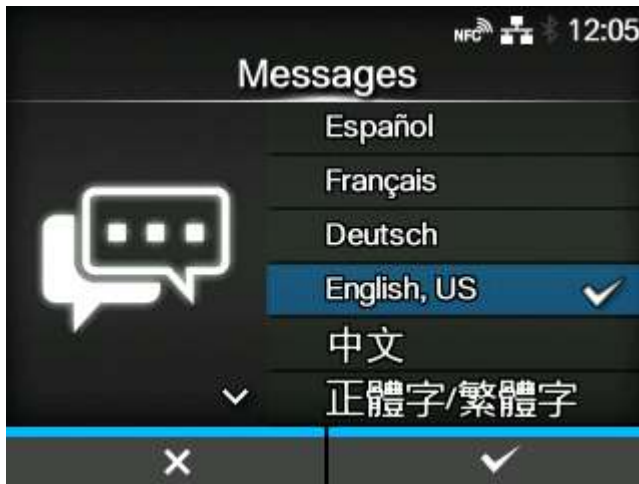 NFC 12:05
Messages
Español
Français
Deutsch
English, US
中文
正體字/繁體字